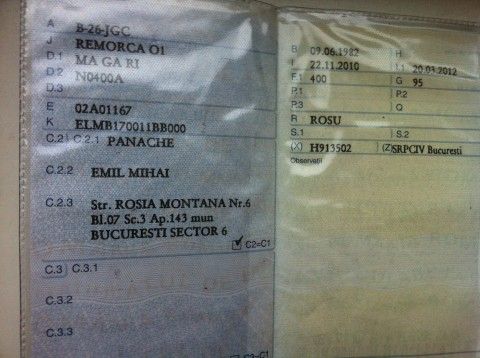 A B-26-JGC
J REMORCA O1
D.1 MA GA RI
D.2 N0400A
D.3
E 02A01167
K ELMB170011BB000
C.2 C.2.1 PANACHE
C.2.2 EMIL MIHAI
C.2.3 Str. ROSIA MONTANA Nr.6
Bl.07 Sc.3 Ap.143 mun
BUCURESTI SECTOR 6
C2=C1
C.3 C.3.1
C.3.2
C.3.3
C3=C1
B 09.06.1982 H
I 22.11.2010 I.1 20.03.2012
F.1 400 G 95
P.1 P.2
P.3 Q
R ROSU
S.1 S.2
(X) H913502 (Z) SRPCIV Bucuresti
Observatii